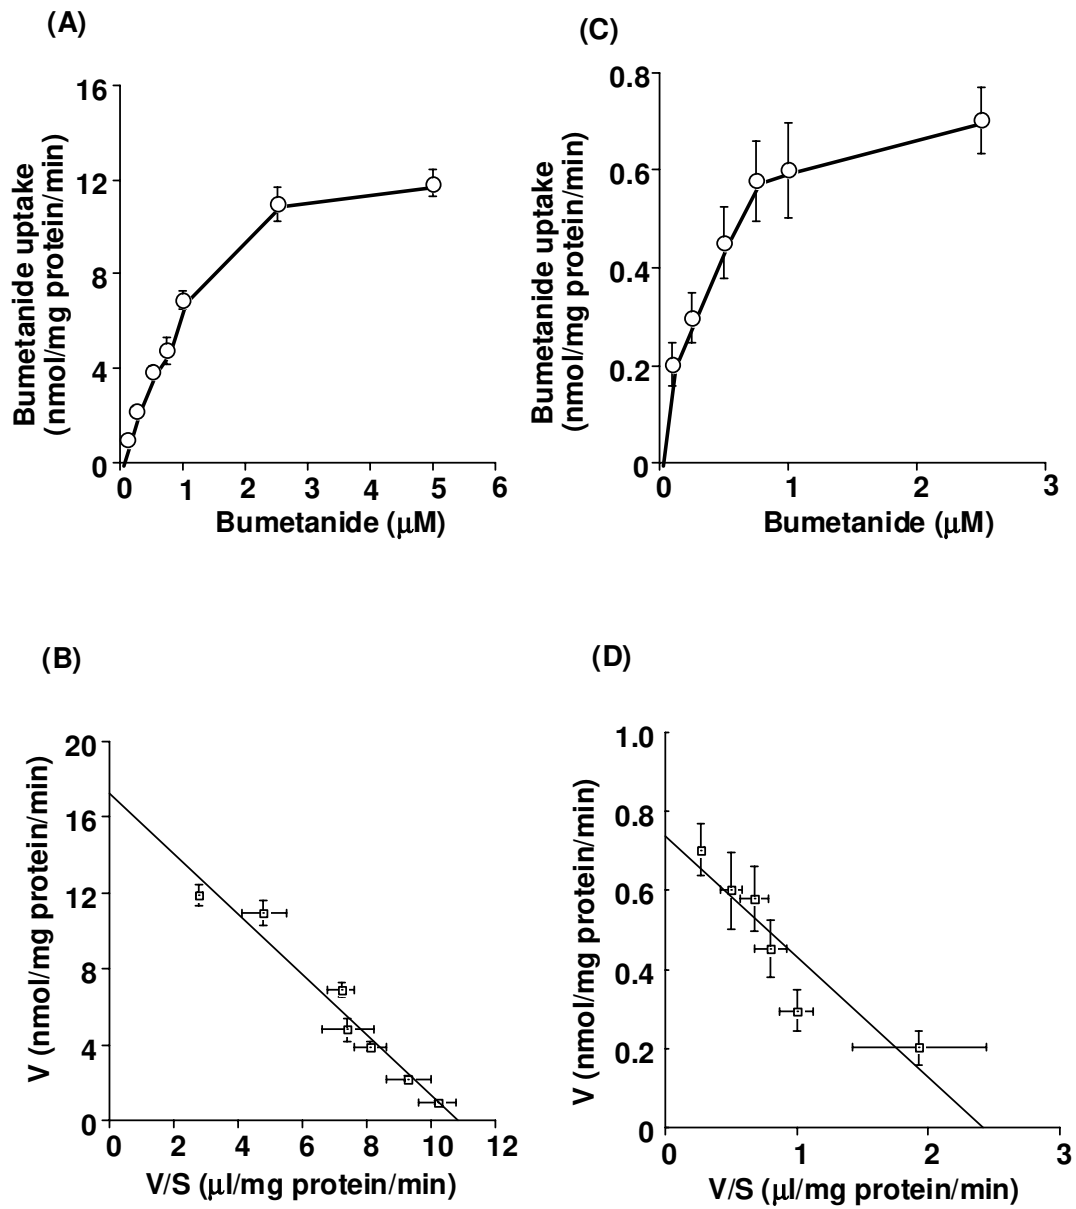 (A)
16
12
8
4
0
0 1 2 3 4 5 6
Bumetanide uptake
(nmol/mg protein/min)
Bumetanide (μM)
(C)
0.8
0.6
0.4
0.2
0
0 1 2 3
Bumetanide uptake
(nmol/mg protein/min)
Bumetanide (μM)
(B)
20
16
12
8
4
0
0 2 4 6 8 10 12
V (nmol/mg protein/min)
V/S (μl/mg protein/min)
(D)
1.0
0.8
0.6
0.4
0.2
0
0 1 2 3
V (nmol/mg protein/min)
V/S (μl/mg protein/min)